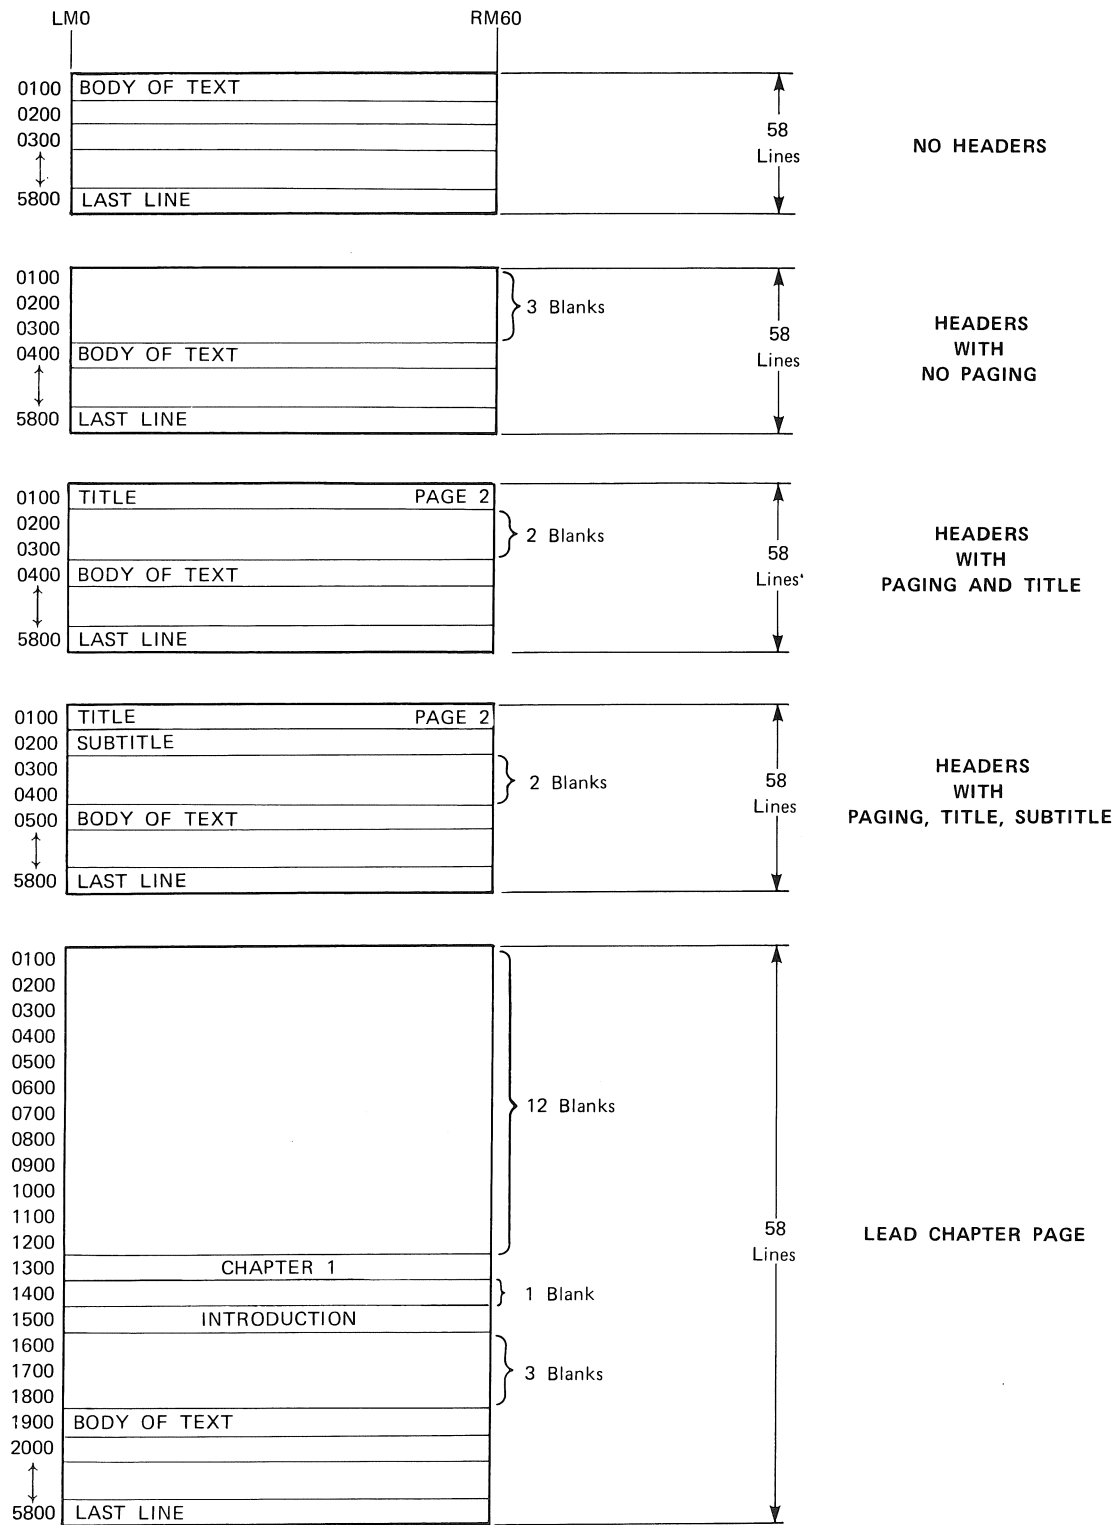 LM0 RM60
0100 BODY OF TEXT
0200
0300
58
Lines
NO HEADERS
5800 LAST LINE
0100
0200
0300
3 Blanks
0400 BODY OF TEXT
58
Lines
HEADERS
WITH
NO PAGING
5800 LAST LINE
0100 TITLE PAGE 2
0200
0300
2 Blanks
0400 BODY OF TEXT
58
Lines
HEADERS
WITH
PAGING AND TITLE
5800 LAST LINE
0100 TITLE PAGE 2
0200 SUBTITLE
0300
0400
2 Blanks
0500 BODY OF TEXT
58
Lines
HEADERS
WITH
PAGING, TITLE, SUBTITLE
5800 LAST LINE
0100
0200
0300
0400
0500
0600
0700
0800
0900
1000
1100
1200
12 Blanks
1300 CHAPTER 1
1400 1 Blank
1500 INTRODUCTION
1600
1700
1800
3 Blanks
58
Lines
LEAD CHAPTER PAGE
1900 BODY OF TEXT
2000
5800 LAST LINE